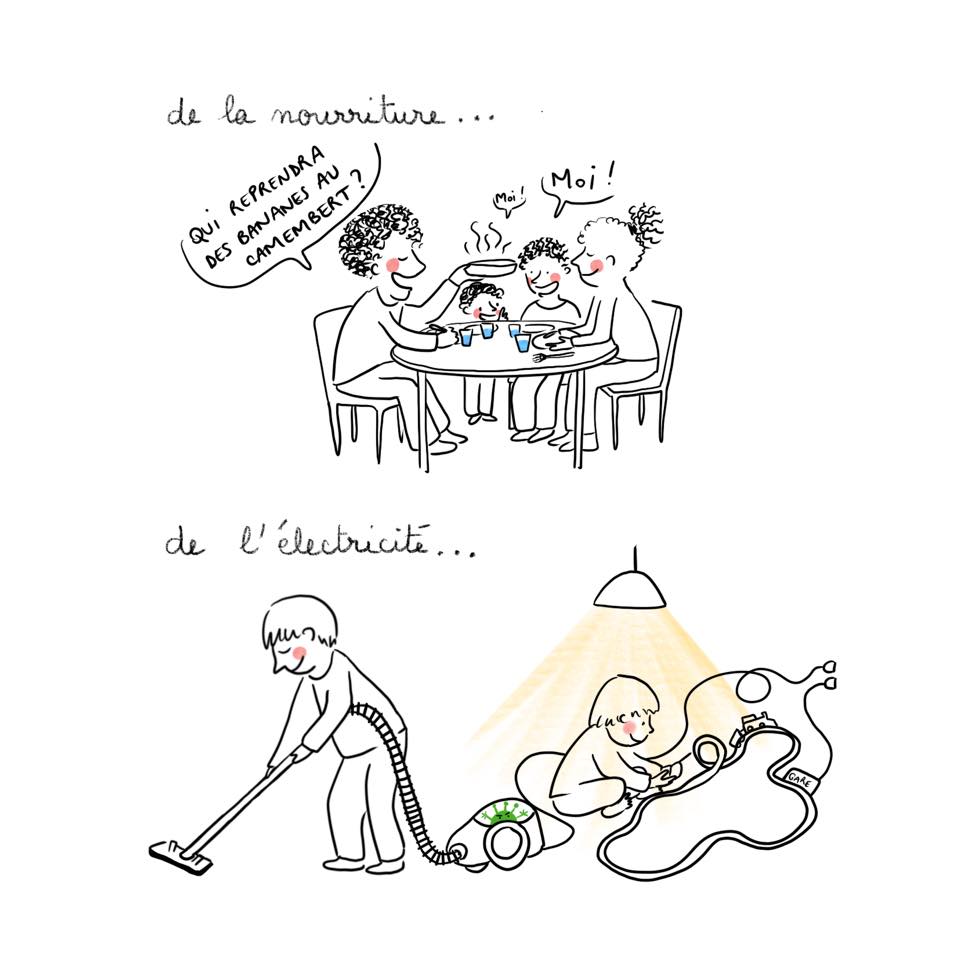 de la nourriture...
QUI REPRENDRA
DES BANANES AU
CAMEMBERT ?
Moi !
Moi !
de l'électricité...
GARE